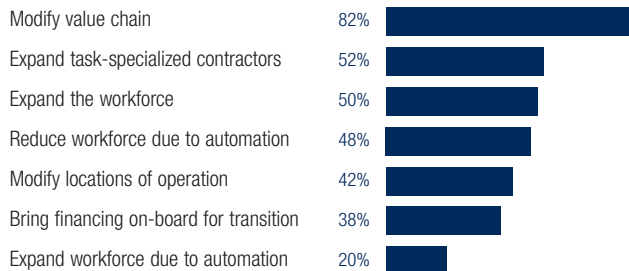 Modify value chain 82%
Expand task-specialized contractors 52%
Expand the workforce 50%
Reduce workforce due to automation 48%
Modify locations of operation 42%
Bring financing on-board for transition 38%
Expand workforce due to automation 20%